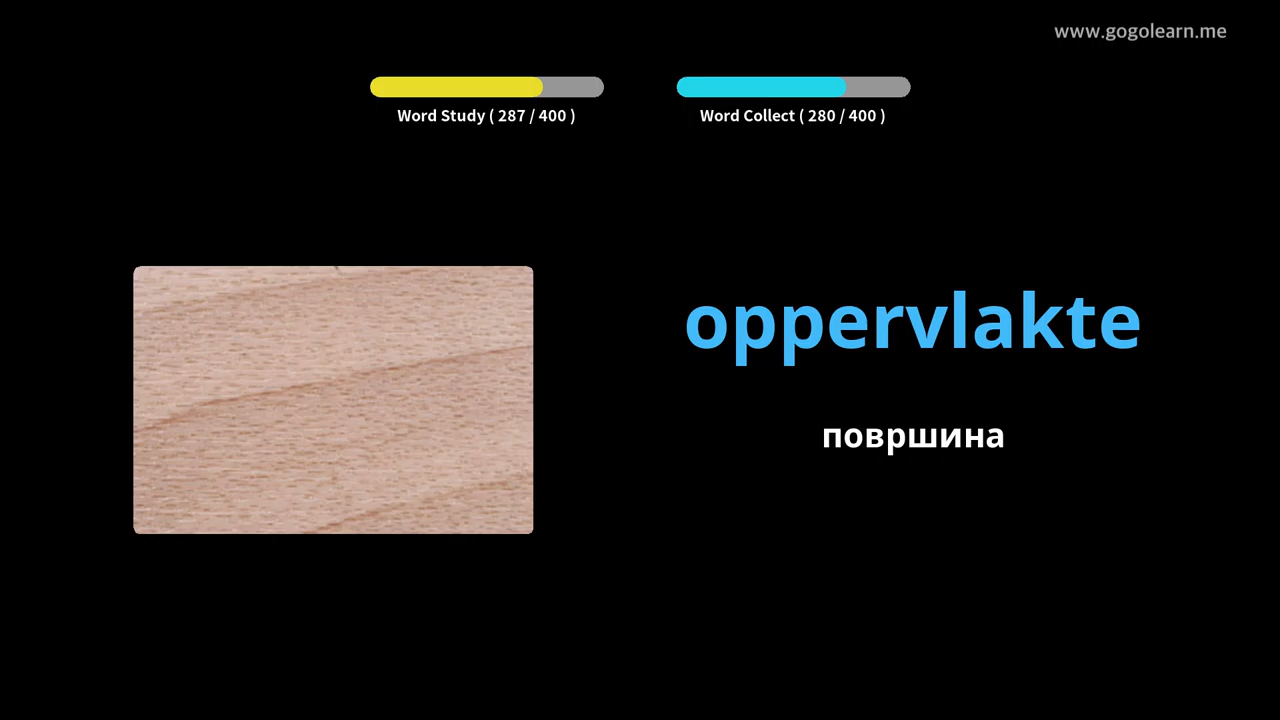 www.gogolearn.me
Word Study ( 287 / 400 )
Word Collect ( 280 / 400 )
oppervlakte
површина